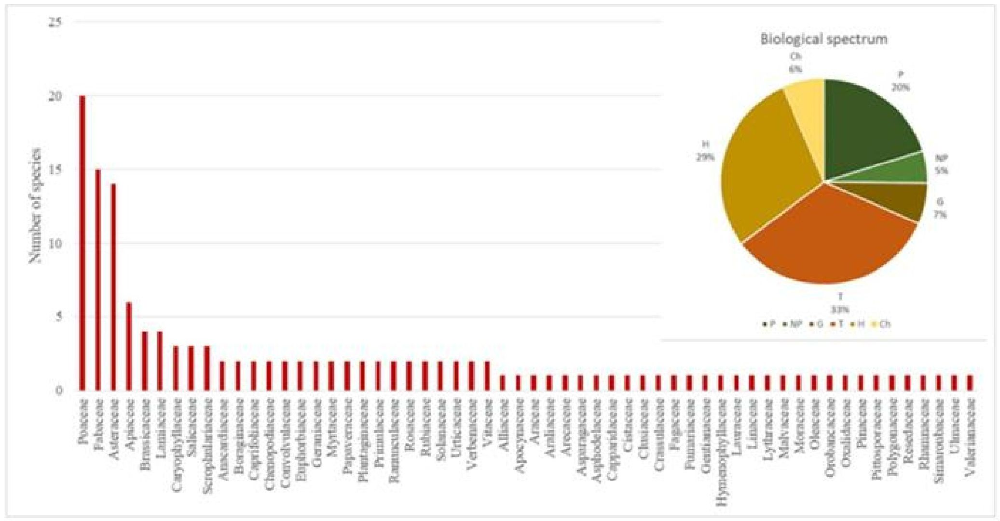 25
20
15
10
5
0
Number of species
Poaceae
Fabaceae
Asteraceae
Apiaceae
Brassicaceae
Lamiaceae
Caryophyllaceae
Salicaceae
Scrophulariaceae
Anacardiaceae
Boraginaceae
Caprifoliaceae
Chenopodiaceae
Convolvulaceae
Euphorbiaceae
Geraniaceae
Myrtaceae
Papavereceae
Plantaginaceae
Primulaceae
Ranunculaceae
Rosaceae
Rubiaceae
Solanaceae
Urticaceae
Verbenaceae
Vitaceae
Alliaceae
Apocynaceae
Araceae
Araliaceae
Arecaceae
Asparagaceae
Asphodelaceae
Capparidaceae
Cistaceae
Clusiaceae
Crassulaceae
Fagaceae
Fumariaceae
Gentianaceae
Hymenophyllaceae
Lauraceae
Linaceae
Lythraceae
Malvaceae
Moraceae
Oleaceae
Orobancaceae
Oxalidaceae
Pinaceae
Pittosporaceae
Polygonaceae
Resedaceae
Rhamnaceae
Simaroubaceae
Ulmaceae
Valerianaceae
Biological spectrum
Ch
6%
P
20%
NP
5%
G
7%
T
33%
H
29%
P NP G T H Ch